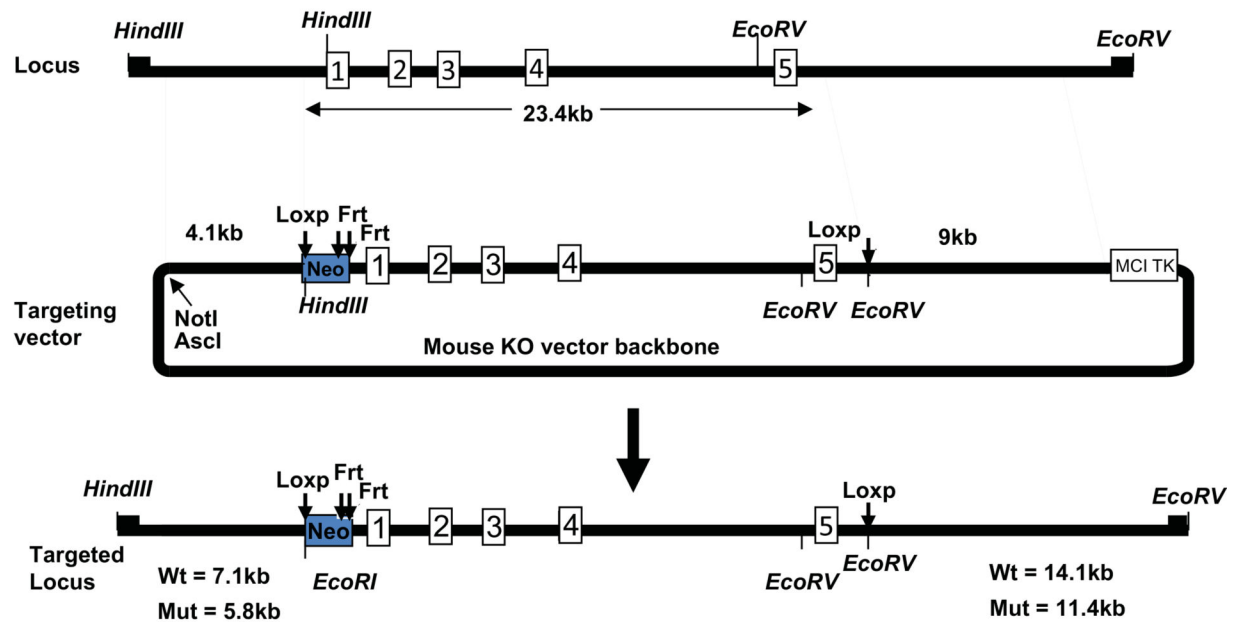 HindIII
HindIII
EcoRV
EcoRV
Locus
1
2
3
4
5
23.4kb
Loxp
Frt
Frt
4.1kb
Loxp
9kb
Neo
1
2
3
4
5
MCI TK
HindIII
EcoRV
EcoRV
Targeting
vector
NotI
AscI
Mouse KO vector backbone
HindIII
Loxp
Frt
Frt
Loxp
EcoRV
Neo
1
2
3
4
5
Targeted
Locus
Wt = 7.1kb
Mut = 5.8kb
EcoRI
EcoRV
EcoRV
Wt = 14.1kb
Mut = 11.4kb